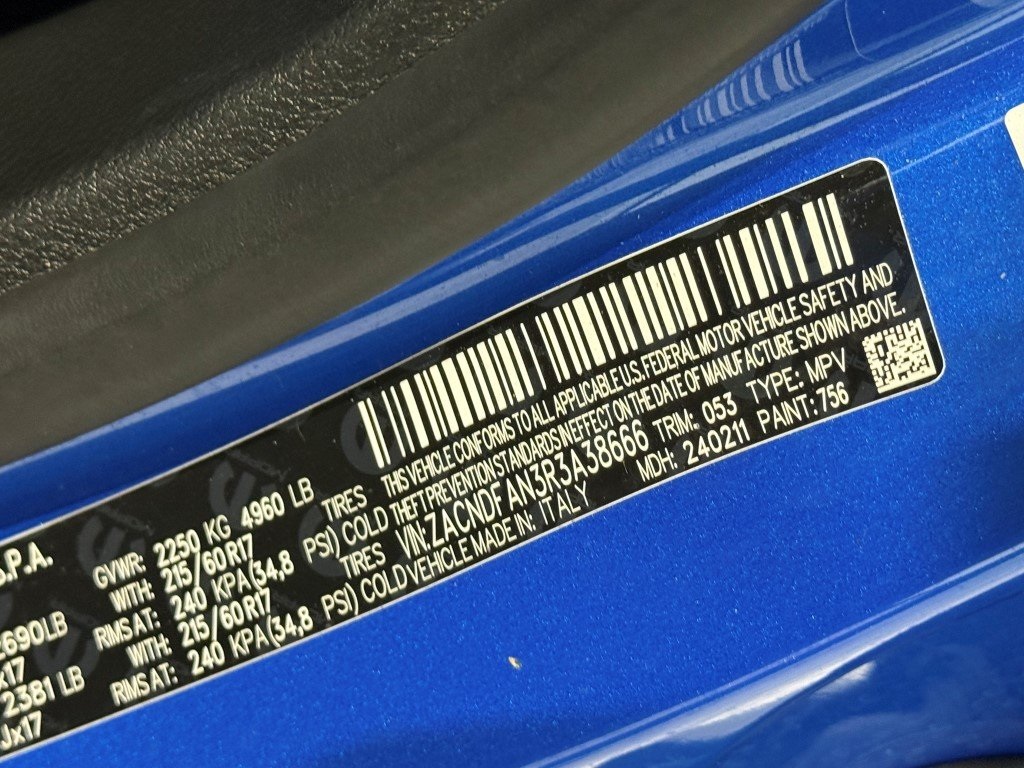 THIS VEHICLE CONFORMS TO ALL APPLICABLE U.S. FEDERAL MOTOR VEHICLE SAFETY AND
THEFT PREVENTION STANDARDS IN EFFECT ON THE DATE OF MANUFACTURE SHOWN ABOVE.
VIN: ZACNDFAN3R3A38666 TRIM: 053 TYPE: MPV
VEHICLE MADE IN: ITALY MDH: 240211 PAINT: 756
.P.A.
GVWR: 2250 KG 4960 LB
690LB WITH: 215/60R17 TIRES
x17 RIMS AT: 240 KPA(34,8 PSI) COLD
2381 LB WITH: 215/60R17 TIRES
Jx17 RIMS AT: 240 KPA(34,8 PSI) COLD